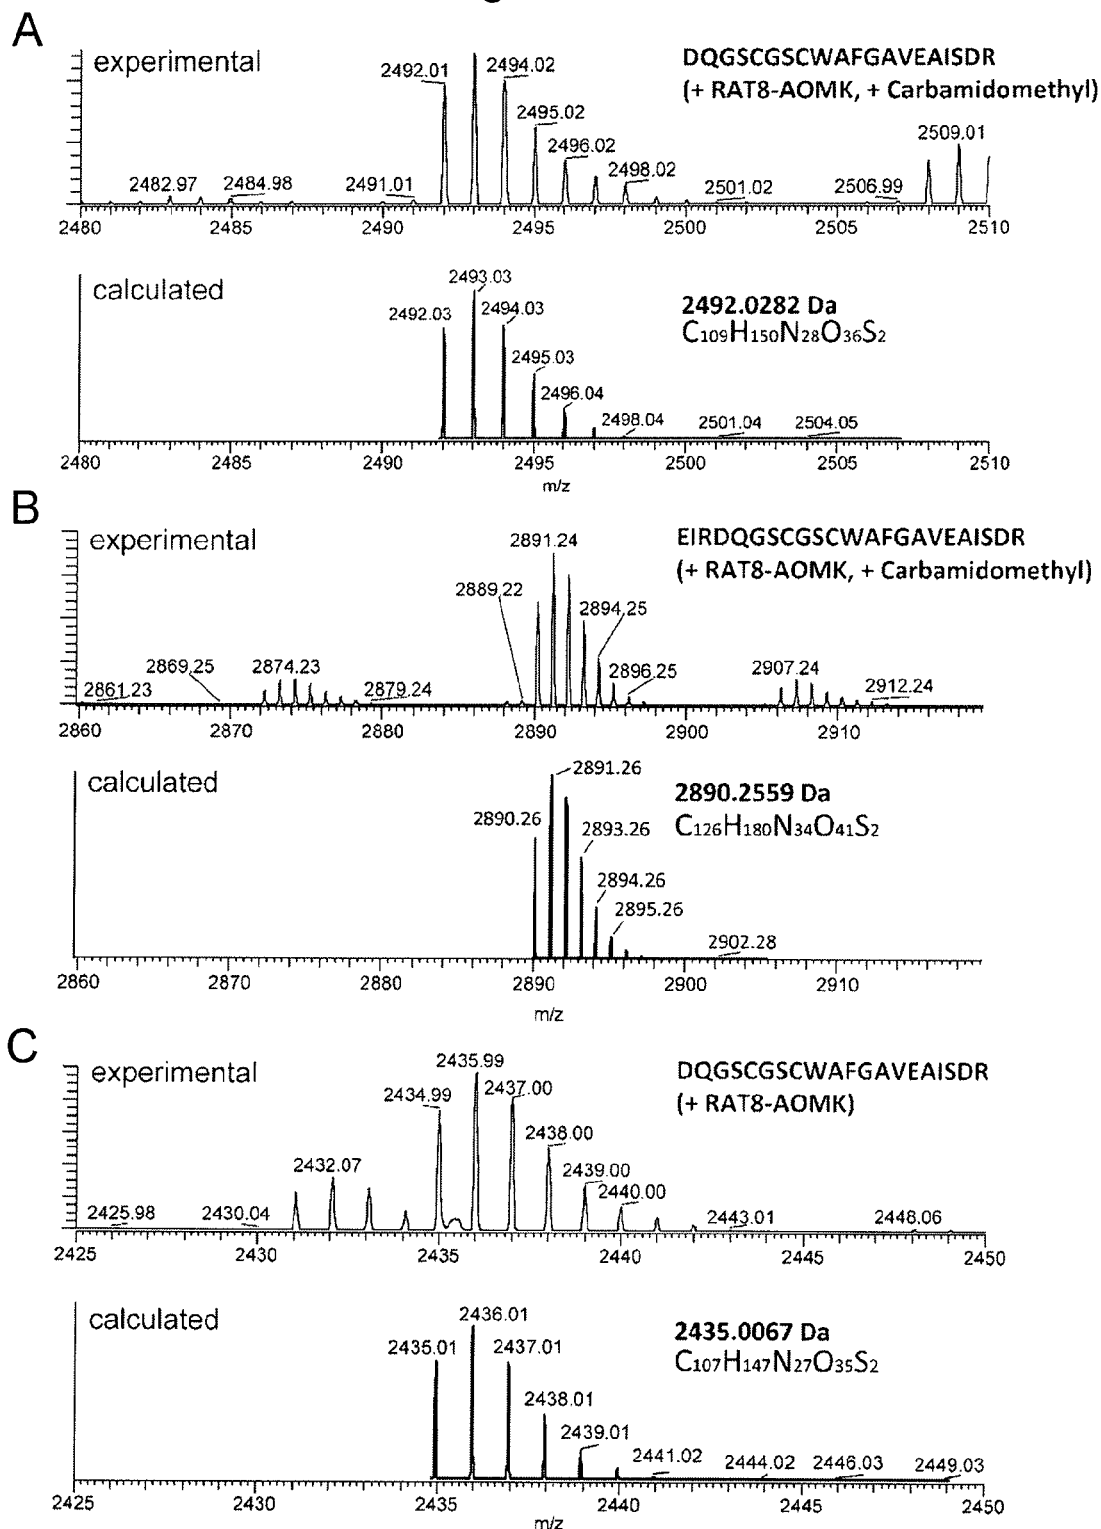 A
experimental
DQGSCGSCWAFGAVEAISDR
(+ RAT8-AOMK, + Carbamidomethyl)
2492.01
2494.02
2495.02
2496.02
2498.02
2509.01
2482.97
2484.98
2491.01
2501.02
2506.99
2480 2485 2490 2495 2500 2505 2510
calculated
2493.03
2492.03
2494.03
2495.03
2496.04
2498.04
2501.04
2504.05
2492.0282 Da
C109H150N28O36S2
2480 2485 2490 2495 2500 2505 2510
m/z
B
experimental
EIRDQGSCGSCWAFGAVEAISDR
(+ RAT8-AOMK, + Carbamidomethyl)
2891.24
2889.22
2894.25
2896.25
2869.25
2874.23
2861.23
2879.24
2907.24
2912.24
2860 2870 2880 2890 2900 2910
calculated
2891.26
2890.26
2893.26
2894.26
2895.26
2902.28
2890.2559 Da
C126H180N34O41S2
2860 2870 2880 2890 2900 2910
m/z
C
experimental
DQGSCGSCWAFGAVEAISDR
(+ RAT8-AOMK)
2435.99
2434.99
2437.00
2438.00
2439.00
2440.00
2432.07
2425.98
2430.04
2443.01
2448.06
2425 2430 2435 2440 2445 2450
calculated
2436.01
2435.01
2437.01
2438.01
2439.01
2441.02
2444.02
2446.03
2449.03
2435.0067 Da
C107H147N27O35S2
2425 2430 2435 2440 2445 2450
m/z